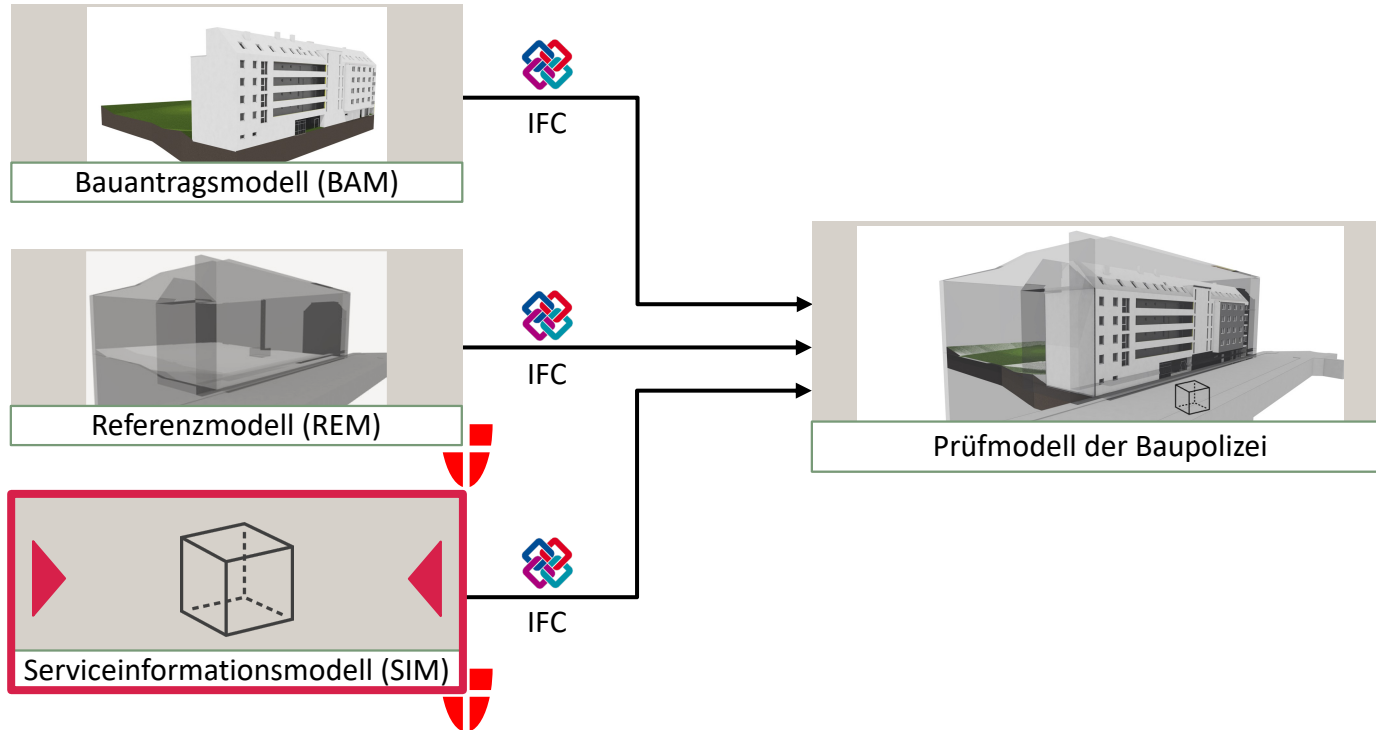 IFC
Bauantragsmodell (BAM)
IFC
Referenzmodell (REM)
Prüfmodell der Baupolizei
IFC
Serviceinformationsmodell (SIM)